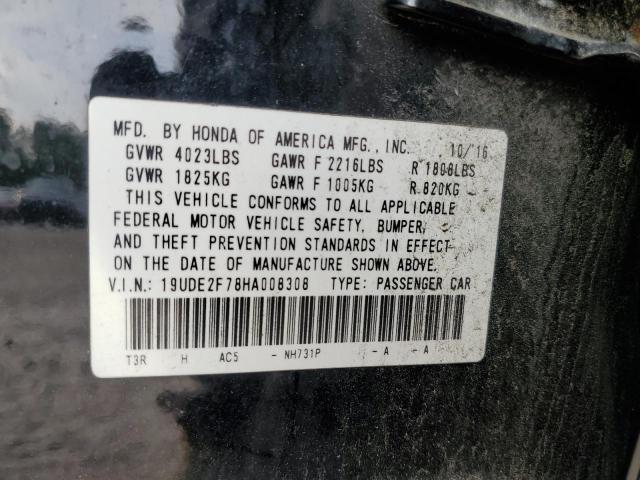 MFD. BY HONDA OF AMERICA MFG., INC. 10/'16
GVWR 4023LBS GAWR F 2216LBS R 1808LBS
GVWR 1825KG GAWR F 1005KG R 820KG
THIS VEHICLE CONFORMS TO ALL APPLICABLE
FEDERAL MOTOR VEHICLE SAFETY, BUMPER,
AND THEFT PREVENTION STANDARDS IN EFFECT
ON THE DATE OF MANUFACTURE SHOWN ABOVE.
V.I.N.: 19UDE2F78HA008308 TYPE: PASSENGER CAR
T3R H AC5 - NH731P - A - A